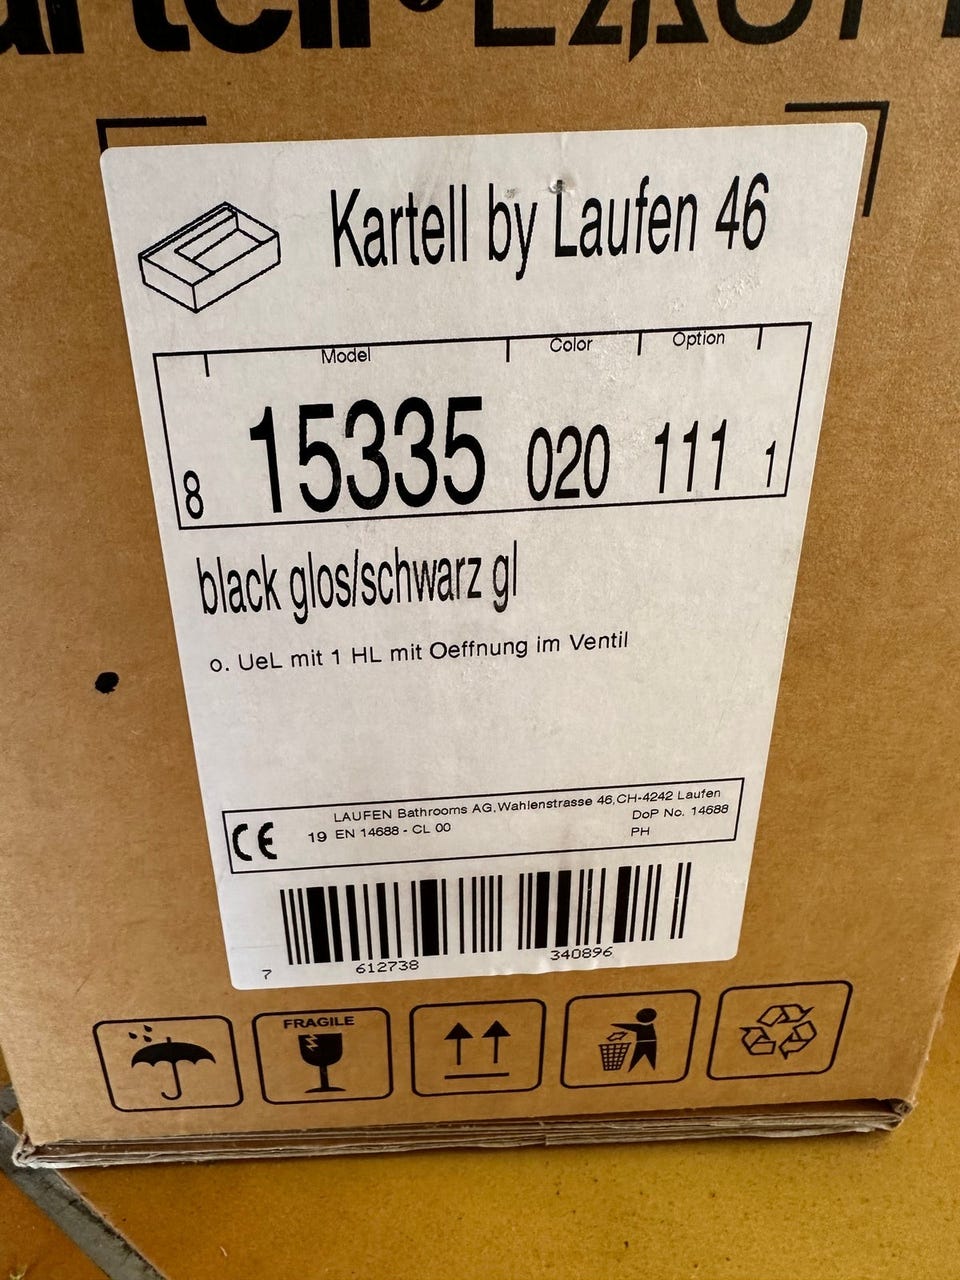 Kartell by Laufen 46
Model Color Option
8 15335 020 111 1
black glos/schwarz gl
o. UeL mit 1 HL mit Oeffnung im Ventil
LAUFEN Bathrooms AG,Wahlenstrasse 46,CH-4242 Laufen
19 EN 14688 - CL 00 DoP No. 14688
PH
CE
7 612738 340896
FRAGILE